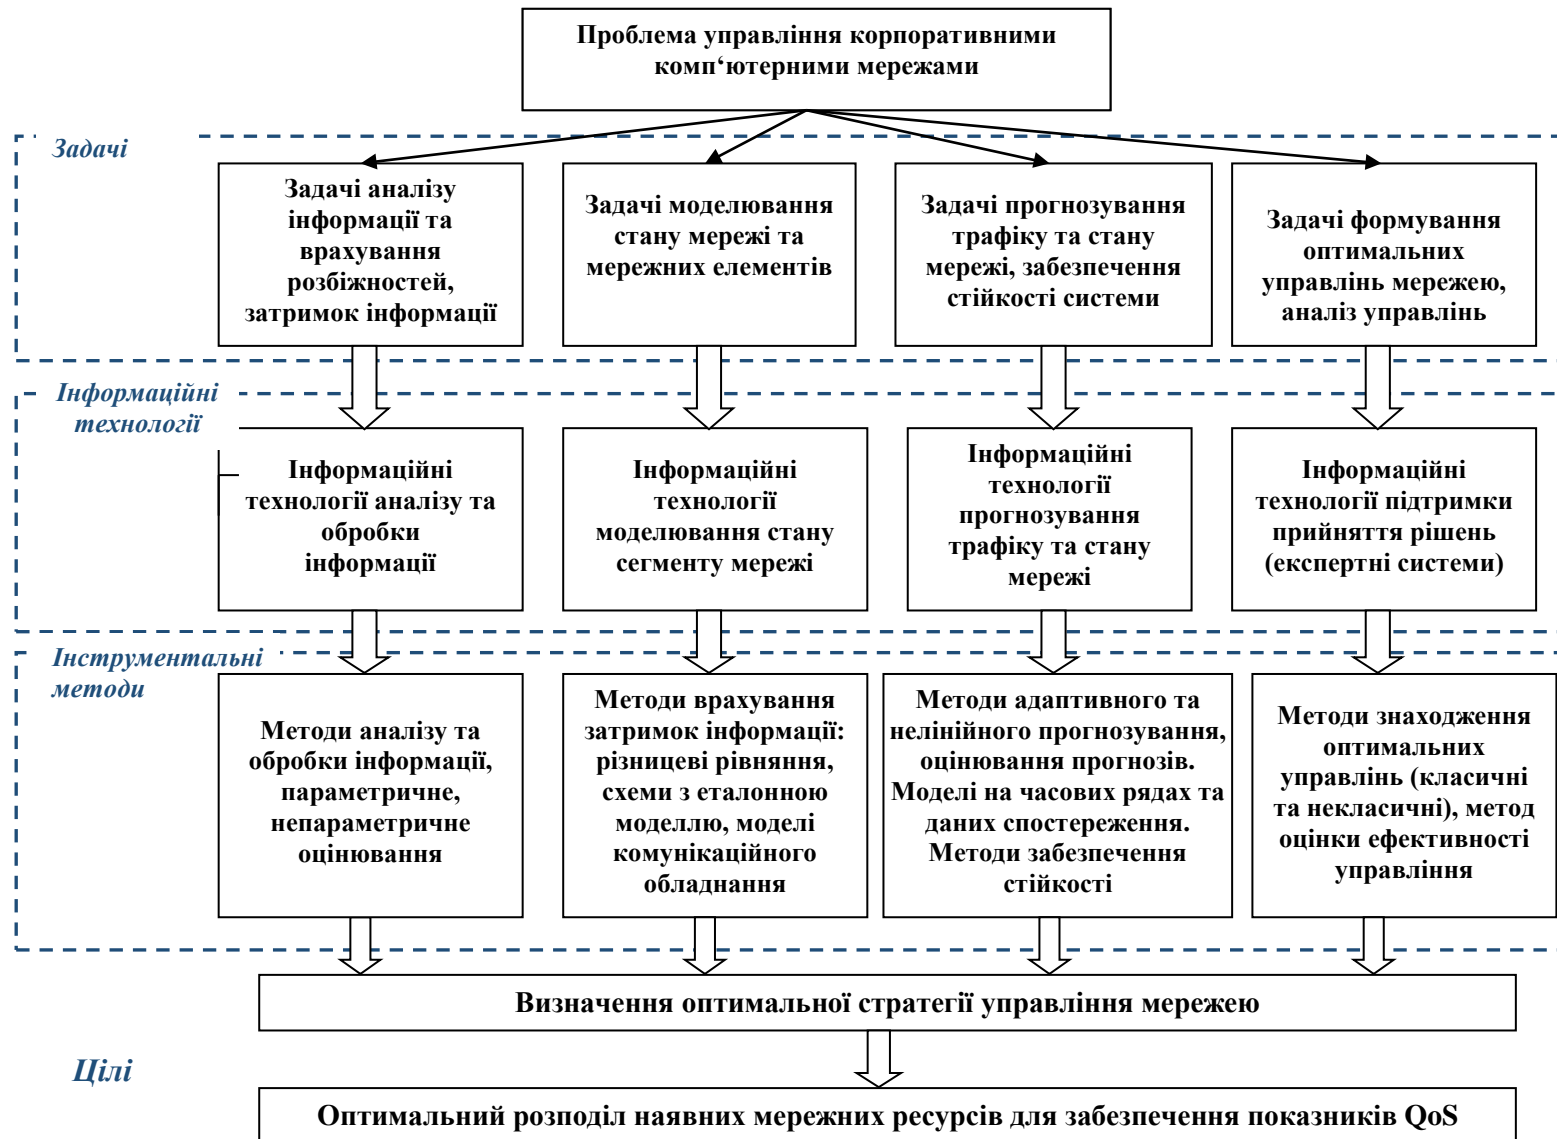 Проблема управління корпоративними
комп‘ютерними мережами
Задачі
Задачі аналізу
інформації та
врахування
розбіжностей,
затримок інформації
Задачі моделювання
стану мережі та
мережних елементів
Задачі прогнозування
трафіку та стану
мережі, забезпечення
стійкості системи
Задачі формування
оптимальних
управлінь мережею,
аналіз управлінь
Інформаційні
технології
Інформаційні
технології аналізу та
обробки
інформації
Інформаційні
технології
моделювання стану
сегменту мережі
Інформаційні
технології
прогнозування
трафіку та стану
мережі
Інформаційні
технології підтримки
прийняття рішень
(експертні системи)
Інструментальні
методи
Методи аналізу та
обробки інформації,
параметричне,
непараметричне
оцінювання
Методи врахування
затримок інформації:
різницеві рівняння,
схеми з еталонною
моделлю, моделі
комунікаційного
обладнання
Методи адаптивного та
нелінійного прогнозування,
оцінювання прогнозів.
Моделі на часових рядах та
даних спостереження.
Методи забезпечення
стійкості
Методи знаходження
оптимальних
управлінь (класичні
та некласичні), метод
оцінки ефективності
управління
Визначення оптимальної стратегії управління мережею
Цілі
Оптимальний розподіл наявних мережних ресурсів для забезпечення показників QoS